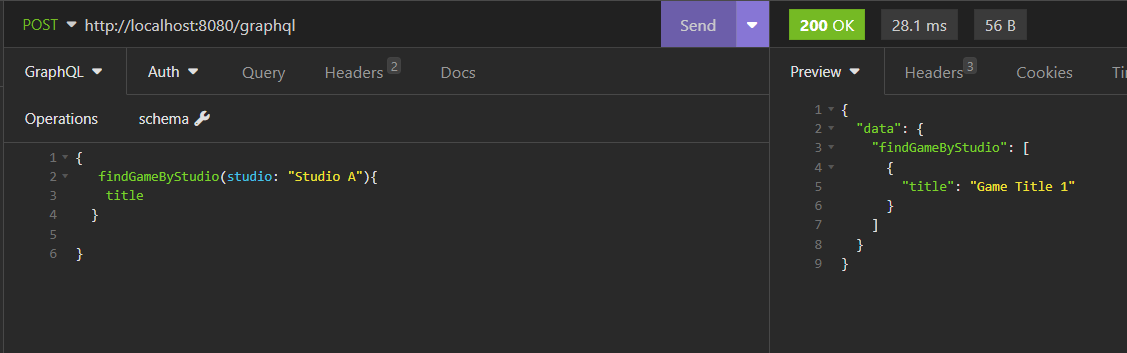 POST http://localhost:8080/graphql Send 200 OK 28.1 ms 56 B
GraphQL Auth Query Headers 2 Docs
Preview Headers 3 Cookies Ti
Operations schema
1 {
2 findGameByStudio(studio: "Studio A"){
3 title
4 }
5
6 }
1 {
2 "data": {
3 "findGameByStudio": [
4 {
5 "title": "Game Title 1"
6 }
7 ]
8 }
9 }